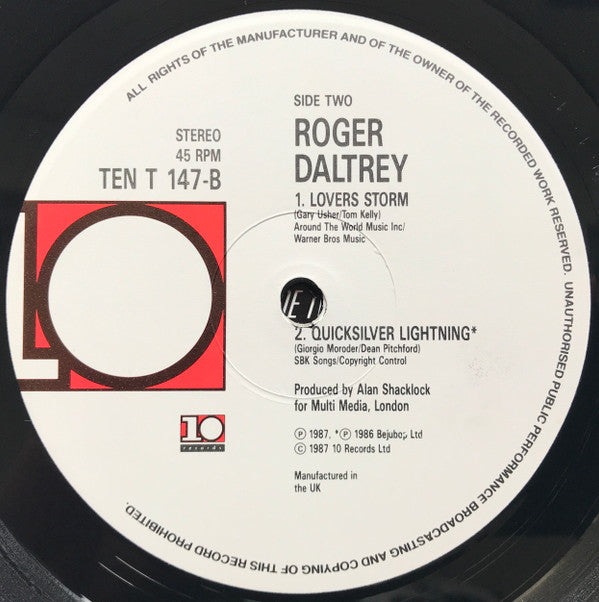 ALL RIGHTS OF THE MANUFACTURER AND OF THE OWNER OF THE RECORDED WORK RESERVED. UNAUTHORISED PUBLIC PERFORMANCE BROADCASTING AND COPYING OF THIS RECORD PROHIBITED.
STEREO
45 RPM
TEN T 147-B
SIDE TWO
ROGER
DALTREY
1. LOVERS STORM
(Gary Usher/Tom Kelly)
Around The World Music Inc/
Warner Bros Music
2. QUICKSILVER LIGHTNING*
(Giorgio Moroder/Dean Pitchford)
SBK Songs/Copyright Control
Produced by Alan Shacklock
for Multi Media, London
Ⓟ 1987, *Ⓟ 1986 Bejubop Ltd
Ⓒ 1987 10 Records Ltd
Manufactured in
the UK
10
10
records